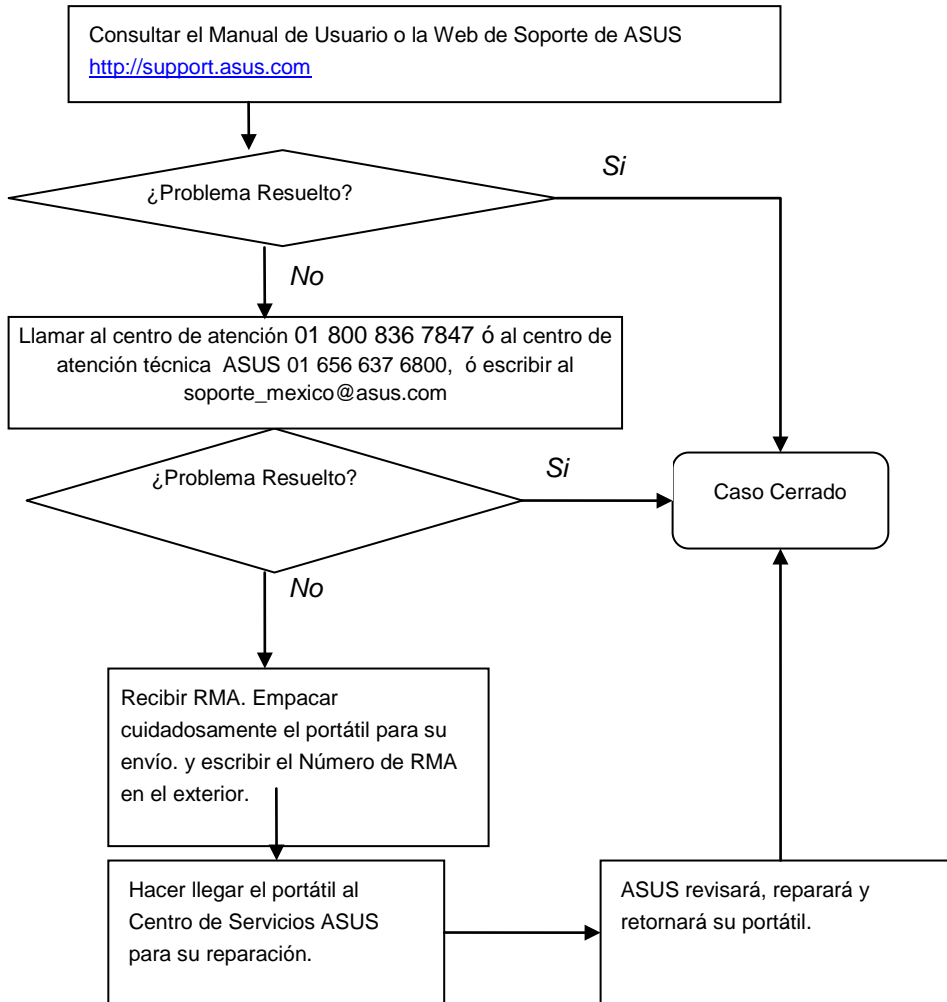 Consultar el Manual de Usuario o la Web de Soporte de ASUS
http://support.asus.com
¿Problema Resuelto?
Si
No
Llamar al centro de atención 01 800 836 7847 ó al centro de
atención técnica ASUS 01 656 637 6800, ó escribir al
soporte_mexico@asus.com
¿Problema Resuelto?
Si
Caso Cerrado
No
Recibir RMA. Empacar
cuidadosamente el portátil para su
envío. y escribir el Número de RMA
en el exterior.
Hacer llegar el portátil al
Centro de Servicios ASUS
para su reparación.
ASUS revisará, reparará y
retornará su portátil.